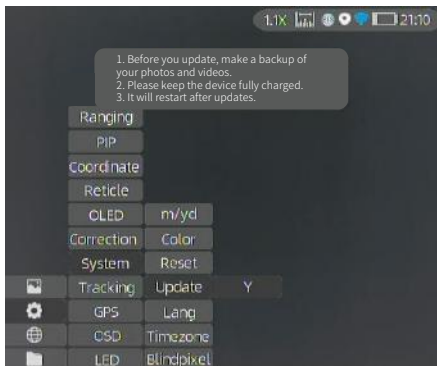 1.1X 21:10
1. Before you update, make a backup of
your photos and videos.
2. Please keep the device fully charged.
3. It will restart after updates.
Ranging
PIP
Coordinate
Reticle
OLED m/yd
Correction Color
System Reset
Tracking Update Y
GPS Lang
OSD Timezone
LED Blindpixel